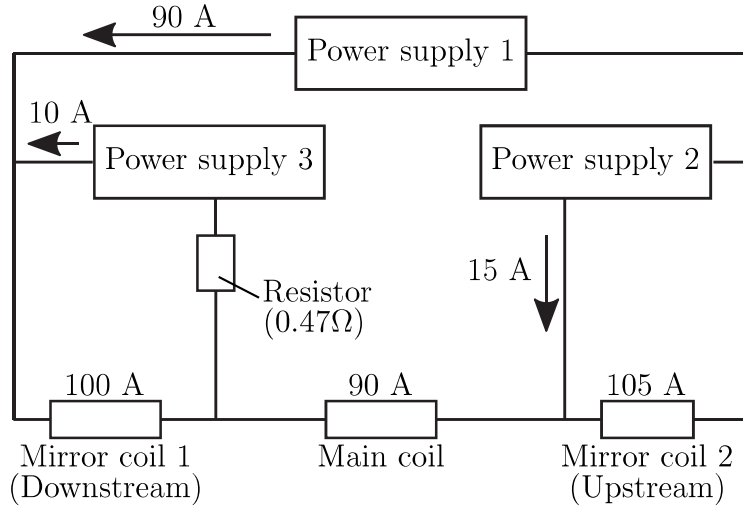 90 A
Power supply 1
10 A
Power supply 3
Power supply 2
15 A
Resistor
(0.47Ω)
100 A
90 A
105 A
Mirror coil 1
(Downstream)
Main coil
Mirror coil 2
(Upstream)